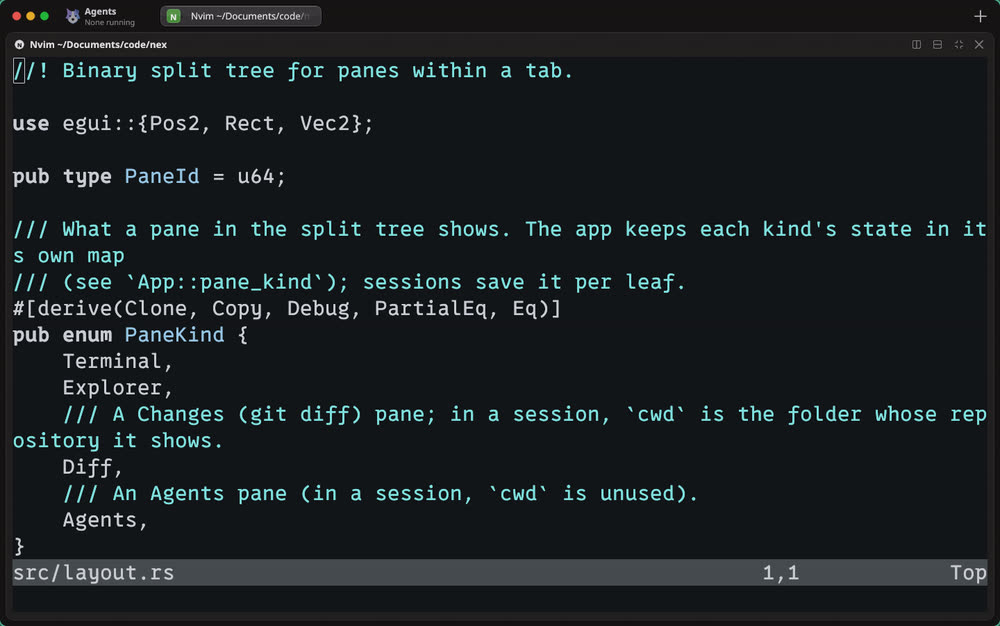 Agents
None running
N
Nvim ~/Documents/code/
N Nvim ~/Documents/code/nex
//! Binary split tree for panes within a tab.
use egui::{Pos2, Rect, Vec2};
pub type PaneId = u64;
/// What a pane in the split tree shows. The app keeps each kind's state in it
s own map
/// (see `App::pane_kind`); sessions save it per leaf.
#[derive(Clone, Copy, Debug, PartialEq, Eq)]
pub enum PaneKind {
    Terminal,
    Explorer,
    /// A Changes (git diff) pane; in a session, `cwd` is the folder whose rep
ository it shows.
    Diff,
    /// An Agents pane (in a session, `cwd` is unused).
    Agents,
}
src/layout.rs 1,1 Top